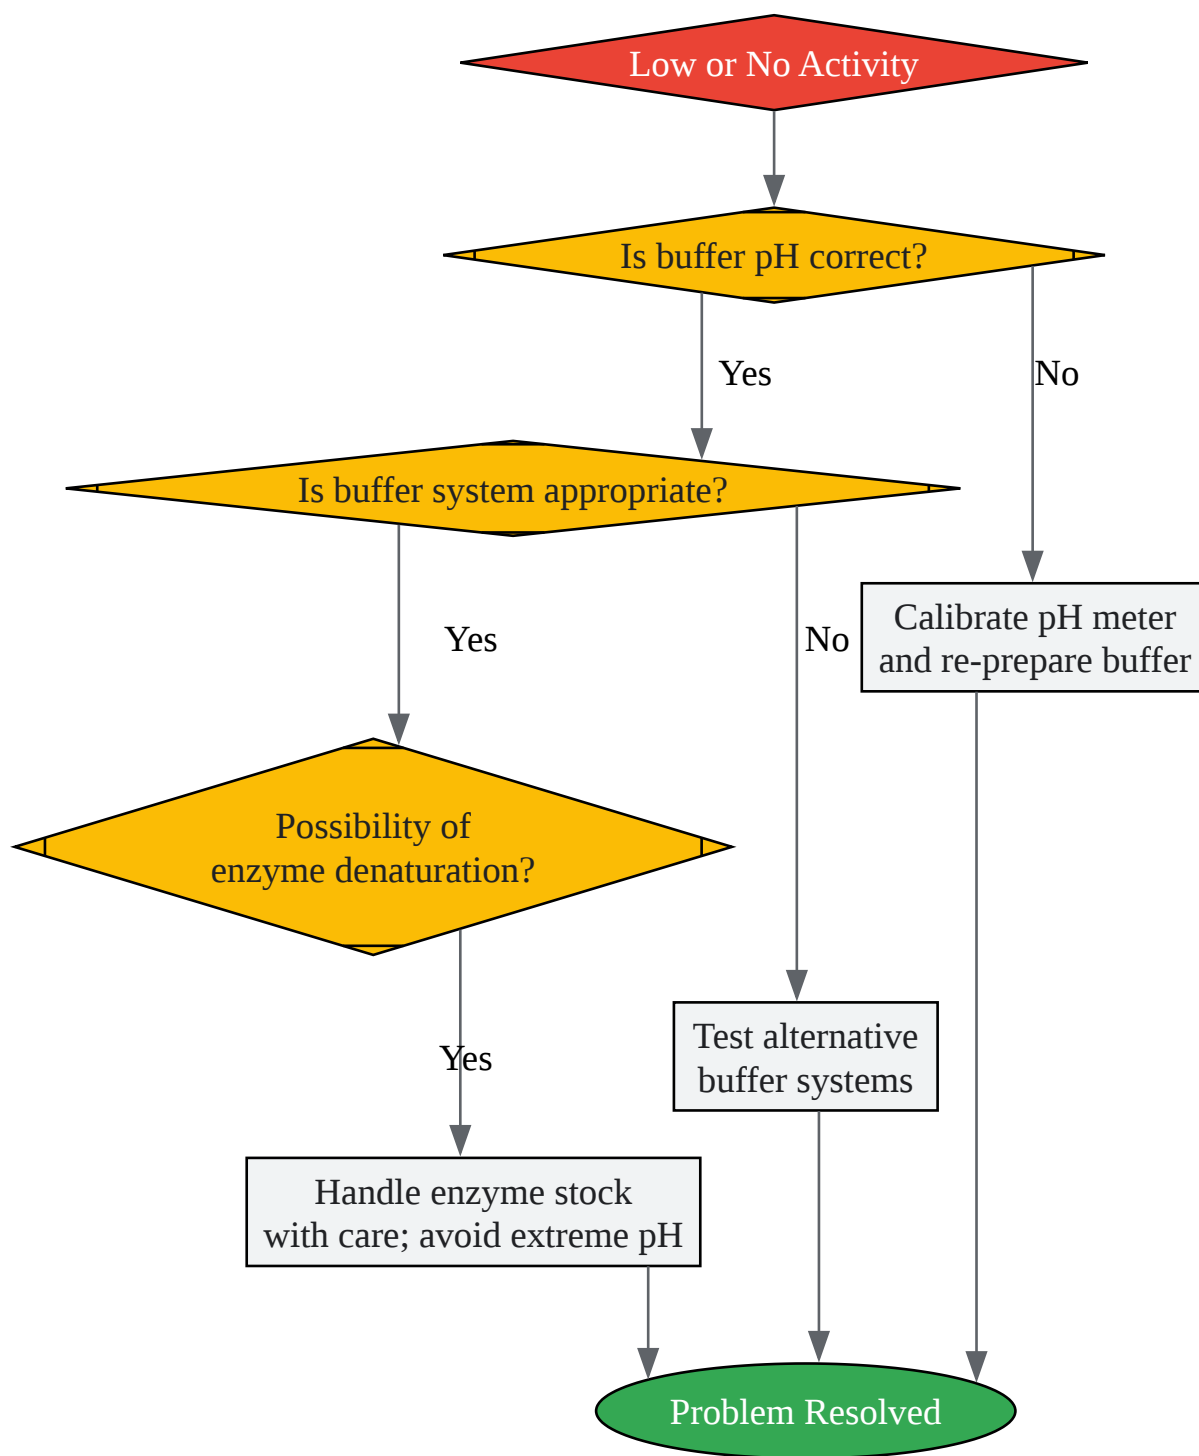 Low or No Activity
Is buffer pH correct?
Yes
No
Is buffer system appropriate?
Calibrate pH meter
and re-prepare buffer
Yes
No
Possibility of
enzyme denaturation?
Test alternative
buffer systems
Yes
Handle enzyme stock
with care; avoid extreme pH
Problem Resolved